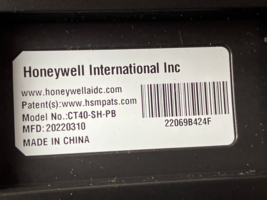 Honeywell International Inc
www.honeywellaidc.com
Patent(s):www.hsmpats.com
Model No.:CT40-SH-PB
MFD: 20220310
22069B424F
MADE IN CHINA